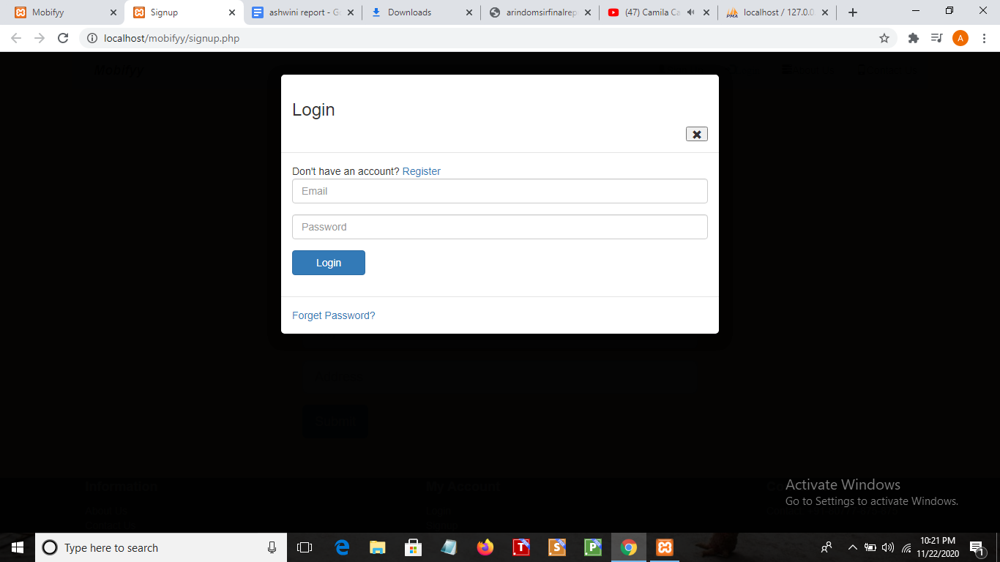 Mobifyy
Signup
ashwini report - Go
Downloads
arindomsirfinalrep
(47) Camila Ca
localhost / 127.0.0
localhost/mobifyy/signup.php
A
Mobifyy
Login
Don't have an account? Register
Email
Password
Login
Forget Password?
Submit
Information
My Account
About Us
Login
Contact Us
Signup
Activate Windows
Go to Settings to activate Windows.
Type here to search
T
S
P
10:21 PM
11/22/2020
1